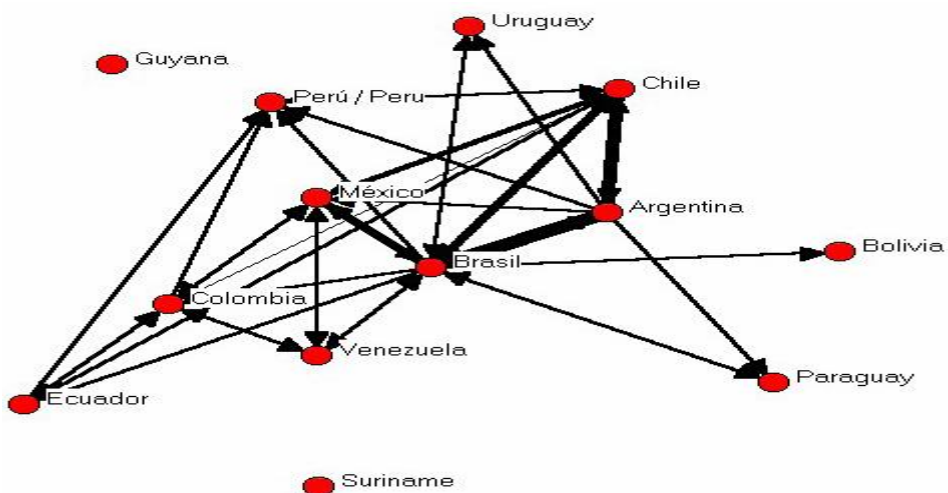 Uruguay
Guyana
Chile
Perú / Peru
México
Argentina
Bolivia
Brasil
Colombia
Venezuela
Paraguay
Ecuador
Suriname